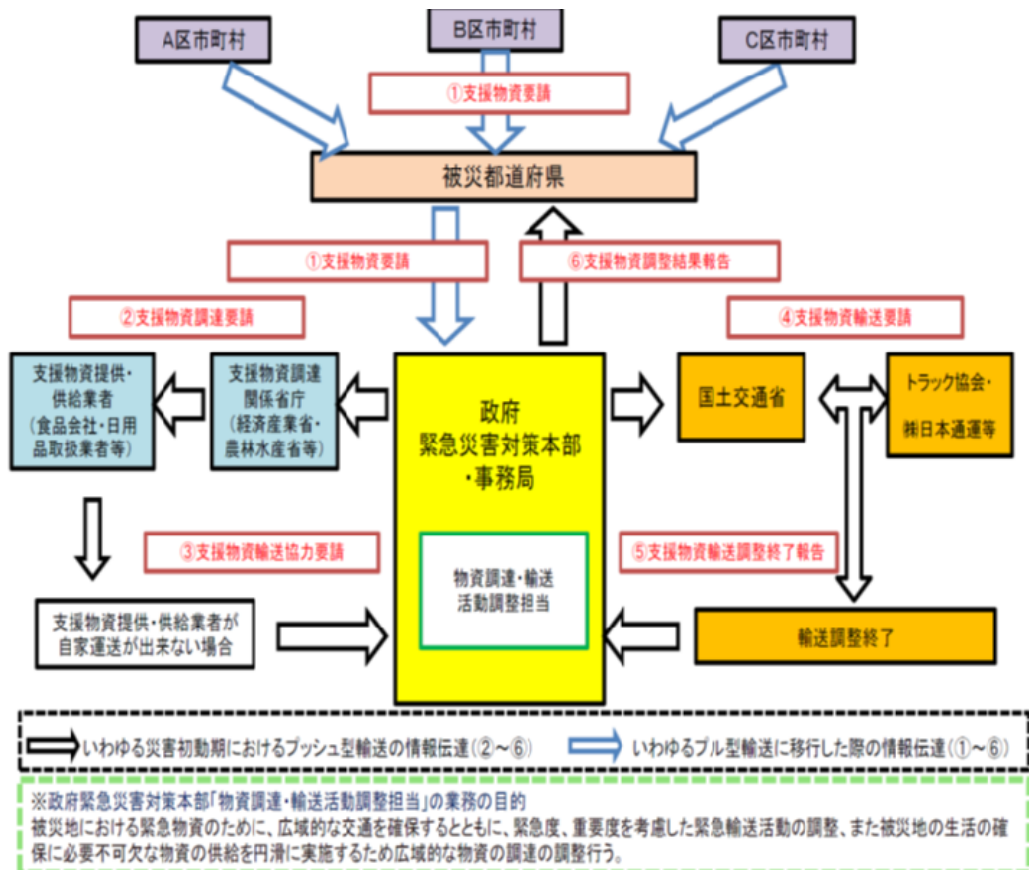 A区市町村
B区市町村
C区市町村
①支援物資要請
被災都道府県
①支援物資要請
⑥支援物資調整結果報告
②支援物資調達要請
④支援物資輸送要請
支援物資提供・
供給業者
(食品会社・日用
品取扱業者等)
支援物資調達
関係省庁
(経済産業省・
農林水産省等)
政府
緊急災害対策本部
・事務局
国土交通省
トラック協会・
㈱日本通運等
③支援物資輸送協力要請
⑤支援物資輸送調整終了報告
物資調達・輸送
活動調整担当
支援物資提供・供給業者が
自家運送が出来ない場合
輸送調整終了
いわゆる災害初動期におけるプッシュ型輸送の情報伝達(②~⑥)
いわゆるプル型輸送に移行した際の情報伝達(①~⑥)
※政府緊急災害対策本部「物資調達・輸送活動調整担当」の業務の目的
被災地における緊急物資のために、広域的な交通を確保するとともに、緊急度、重要度を考慮した緊急輸送活動の調整、また被災地の生活の確
保に必要不可欠な物資の供給を円滑に実施するため広域的な物資の調達の調整行う。